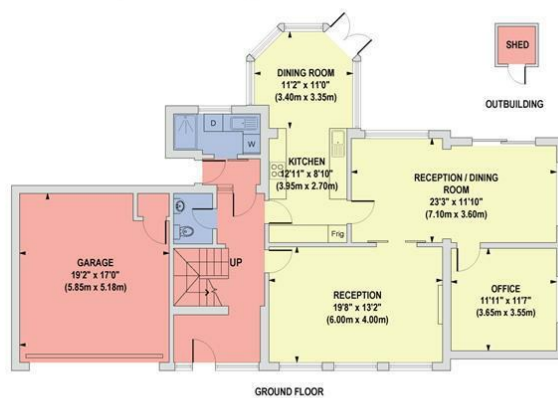 SHED
OUTBUILDING
DINING ROOM
11'2" x 11'0"
(3.40m x 3.35m)
D
W
KITCHEN
12'11" x 8'10"
(3.95m x 2.70m)
RECEPTION / DINING
ROOM
23'3" x 11'10"
(7.10m x 3.60m)
Frig
GARAGE
19'2" x 17'0"
(5.85m x 5.18m)
UP
RECEPTION
19'8" x 13'2"
(6.00m x 4.00m)
OFFICE
11'11" x 11'7"
(3.65m x 3.55m)
GROUND FLOOR